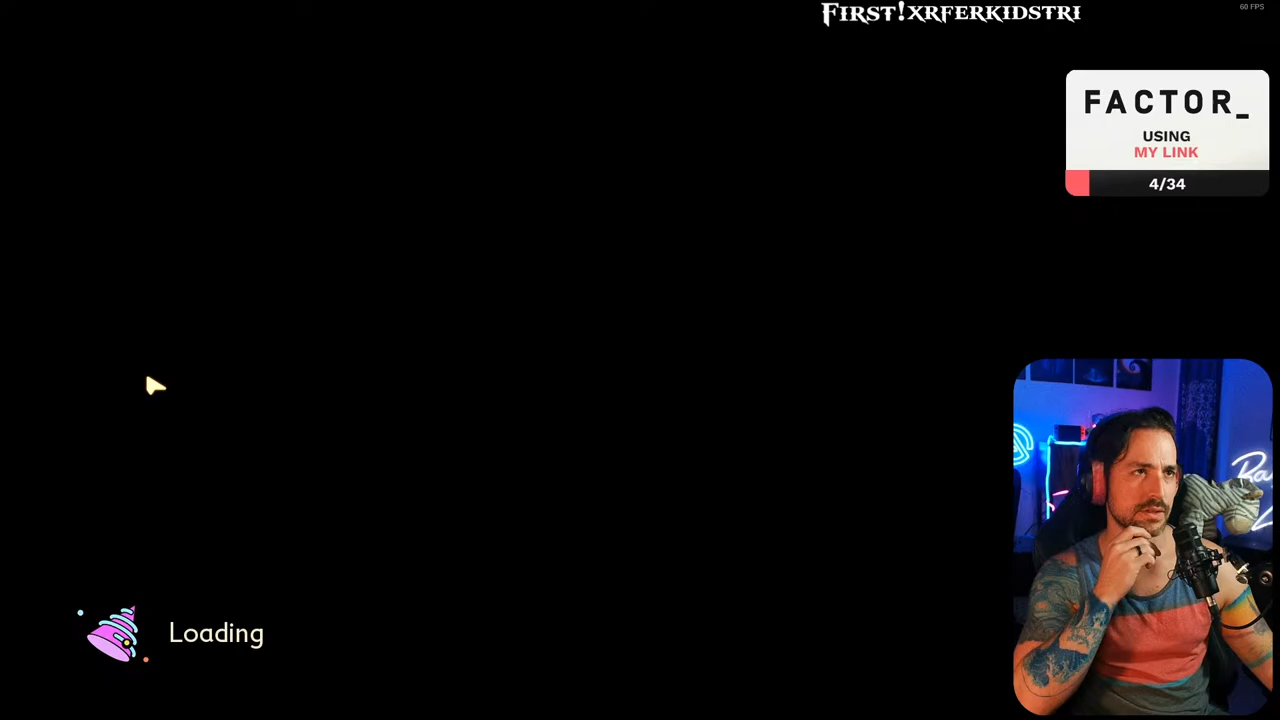 60 FPS
First!xrferkidstri
FACTOR_
USING
MY LINK
4/34
Loading